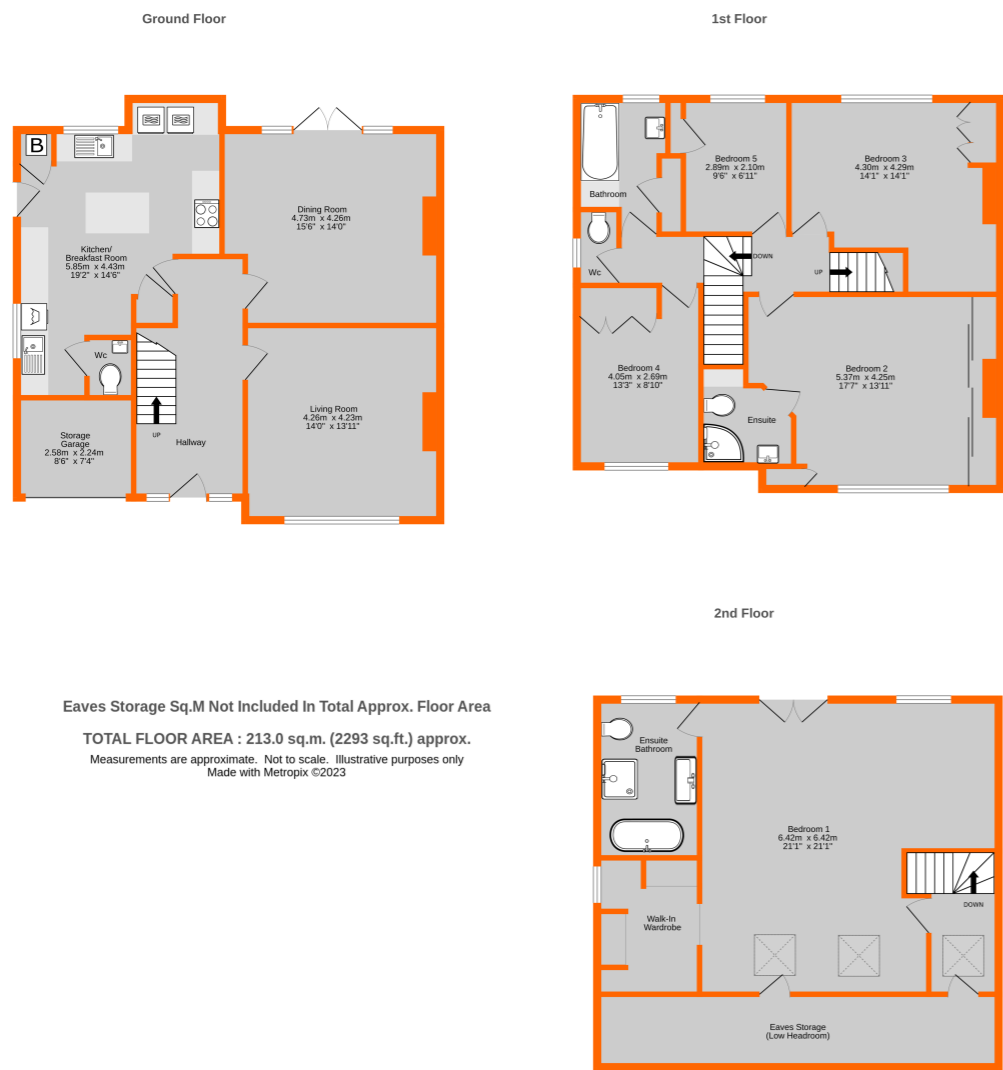 Ground Floor
B
Kitchen/
Breakfast Room
5.85m x 4.43m
19'2" x 14'6"
Dining Room
4.73m x 4.26m
15'6" x 14'0"
Wc
Storage
Garage
2.58m x 2.24m
8'6" x 7'4"
UP
Hallway
Living Room
4.26m x 4.23m
14'0" x 13'11"
1st Floor
Bathroom
Bedroom 5
2.89m x 2.10m
9'6" x 6'11"
Bedroom 3
4.30m x 4.29m
14'1" x 14'1"
Wc
DOWN
UP
Bedroom 4
4.05m x 2.69m
13'3" x 8'10"
Ensuite
Bedroom 2
5.37m x 4.25m
17'7" x 13'11"
2nd Floor
Ensuite
Bathroom
Bedroom 1
6.42m x 6.42m
21'1" x 21'1"
DOWN
Walk-In
Wardrobe
Eaves Storage
(Low Headroom)
Eaves Storage Sq.M Not Included In Total Approx. Floor Area
TOTAL FLOOR AREA : 213.0 sq.m. (2293 sq.ft.) approx.
Measurements are approximate. Not to scale. Illustrative purposes only
Made with Metropix ©2023